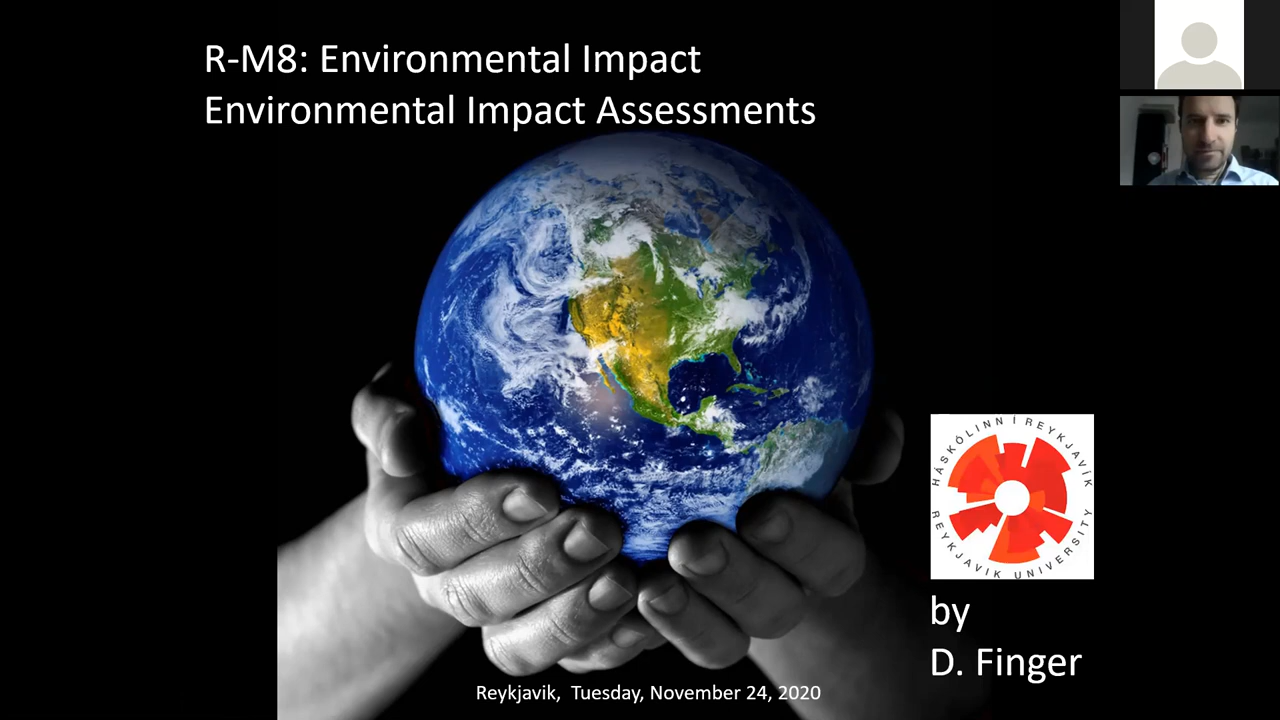 R-M8: Environmental Impact
Environmental Impact Assessments
HÁSKÓLINN Í REYKJAVÍK
REYKJAVIK UNIVERSITY
by
D. Finger
Reykjavik, Tuesday, November 24, 2020